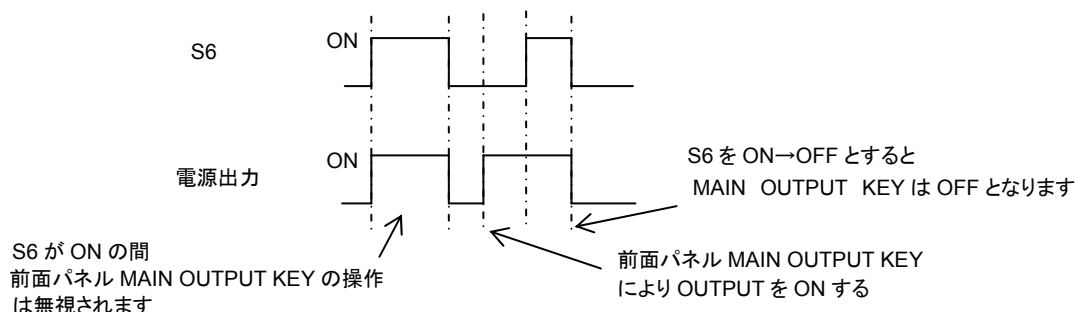 S6
ON
電源出力
ON
S6 を ON→OFF とすると
MAIN OUTPUT KEY は OFF となります
S6 が ON の間
前面パネル MAIN OUTPUT KEY の操作
は無視されます
前面パネル MAIN OUTPUT KEY
により OUTPUT を ON する